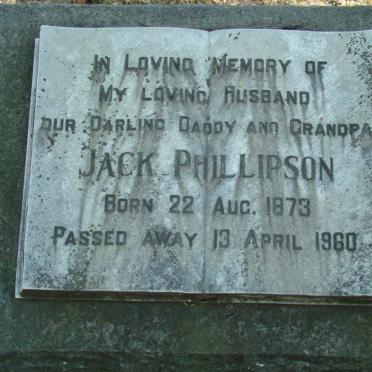 IN LOVING MEMORY OF
MY LOVING HUSBAND
OUR DARLING DADDY AND GRANDPA
JACK PHILLIPSON
BORN 22 AUG. 1873
PASSED AWAY 13 APRIL 1960